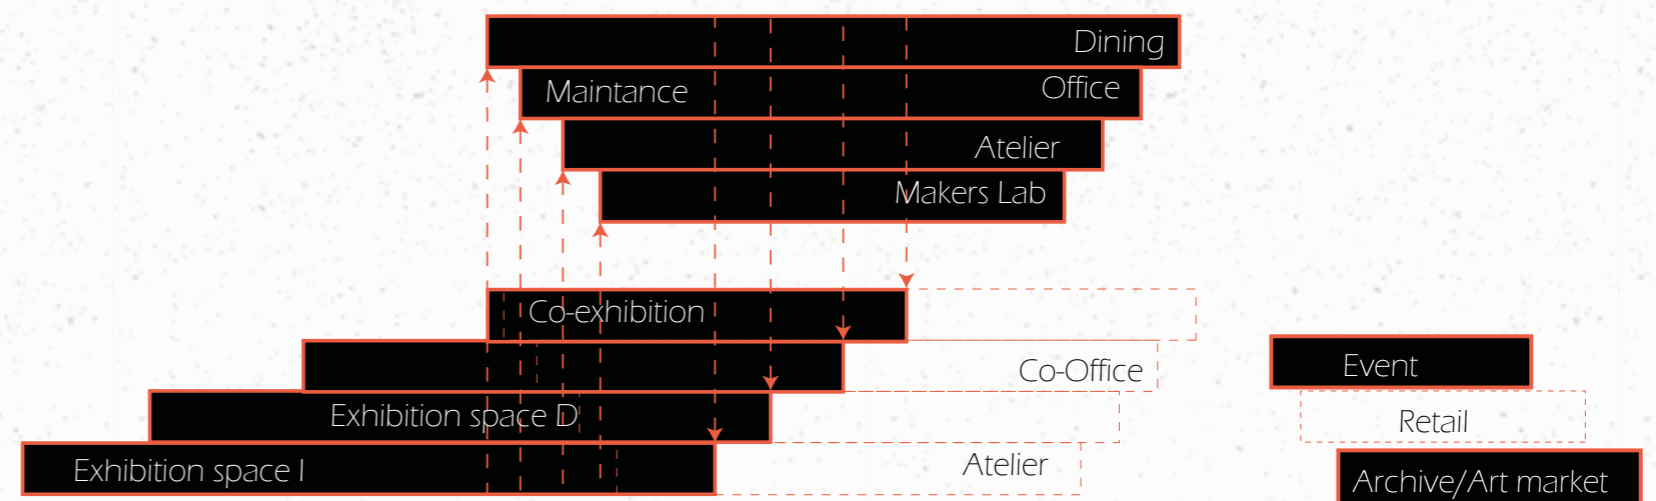 Dining
Maintance Office
Atelier
Makers Lab
Co-exhibition
Co-Office
Event
Exhibition space D
Retail
Exhibition space I
Atelier
Archive/Art market